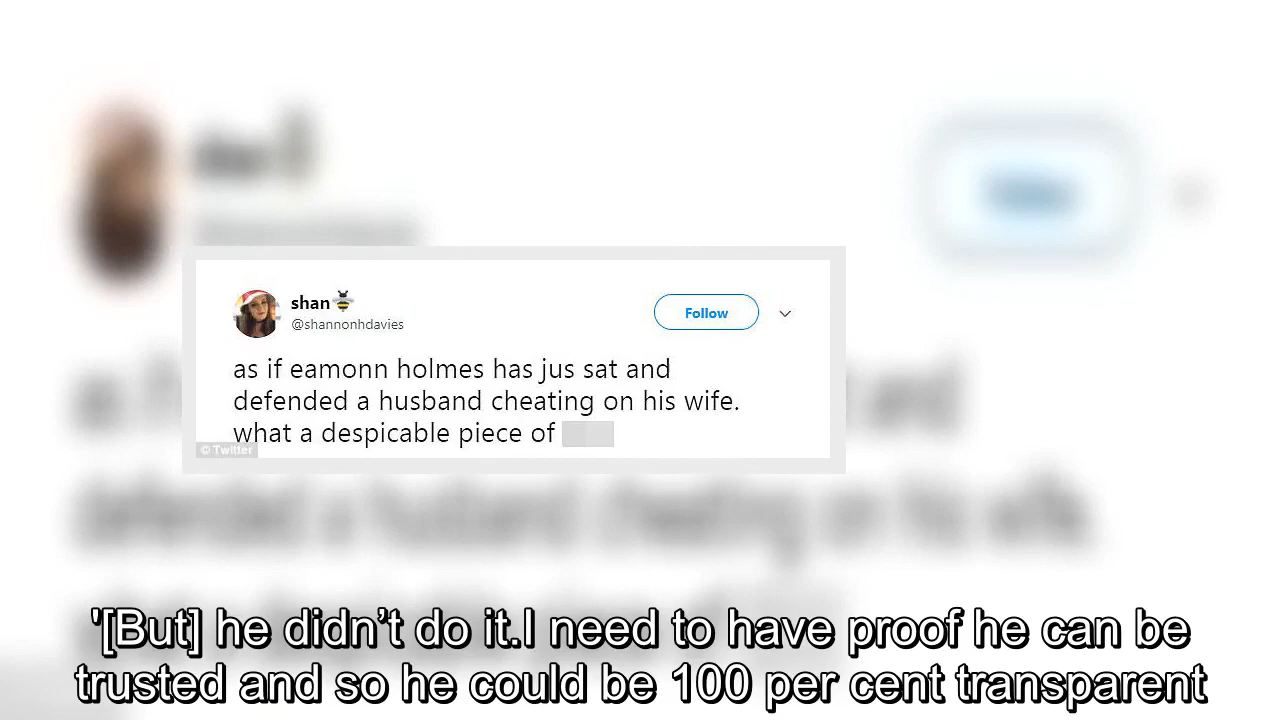 shan
@shannonhdavies
Follow
as if eamonn holmes has jus sat and
defended a husband cheating on his wife.
what a despicable piece of
© Twitter
'[But] he didn’t do it.I need to have proof he can be
trusted and so he could be 100 per cent transparent